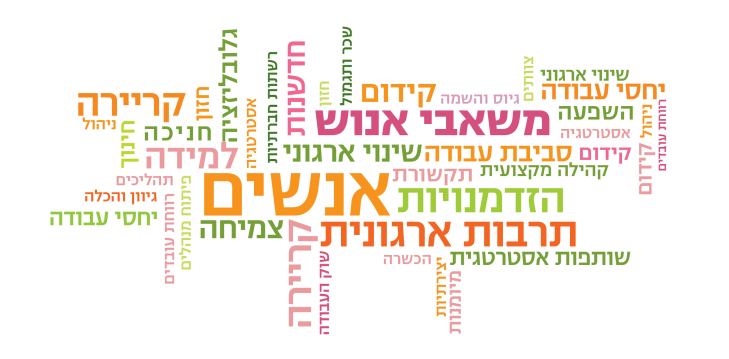 גלובליזציה
רשתות חברתיות
חדשנות
שכר ותגמול
חזון
צוותים
שינוי ארגוני
יחסי עבודה
קידום
גיוס והשמה
קריירה
חזון
ניהול
אסטרטגיה
משאבי אנוש
השפעה
ניהול
רווחת עובדים
חינוך
חניכה
אסטרטגיה
למידה
שינוי ארגוני
סביבת עבודה
קידום
קידום
תקשורת
קהילה מקצועית
תהליכים
גיוון והכלה
יחסי עבודה
רווחת עובדים
פיתוח מנהלים
אנשים
הזדמנויות
צמיחה
קריירה
תרבות ארגונית
שוק העבודה
הכשרה
שותפות אסטרטגית
יצירתיות
מיומנות